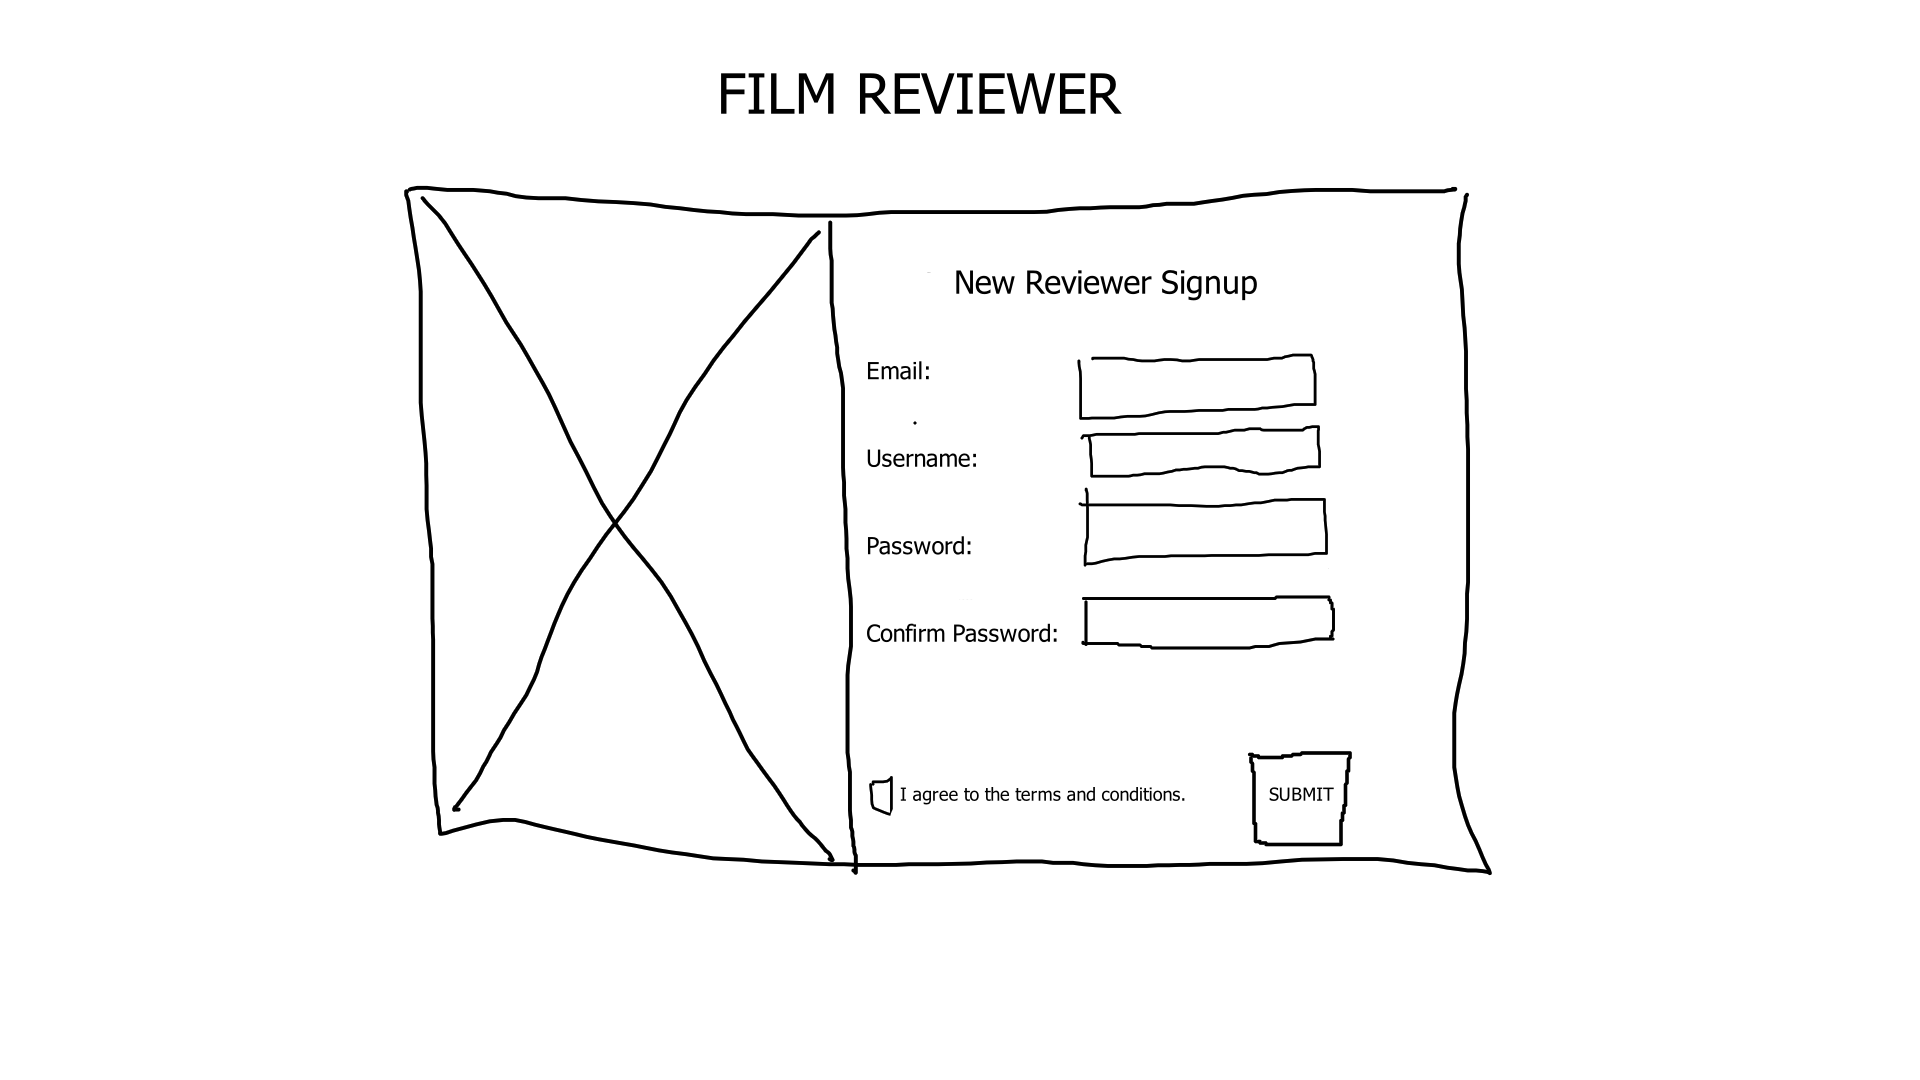 FILM REVIEWER
New Reviewer Signup
Email:
Username:
Password:
Confirm Password:
I agree to the terms and conditions.
SUBMIT